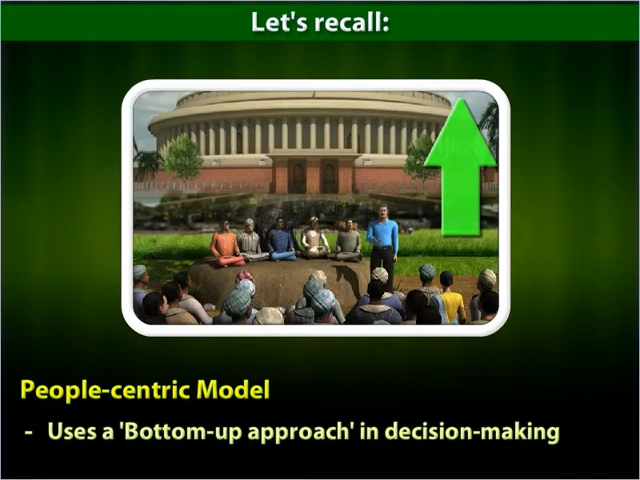 Let's recall:
People-centric Model
- Uses a 'Bottom-up approach' in decision-making